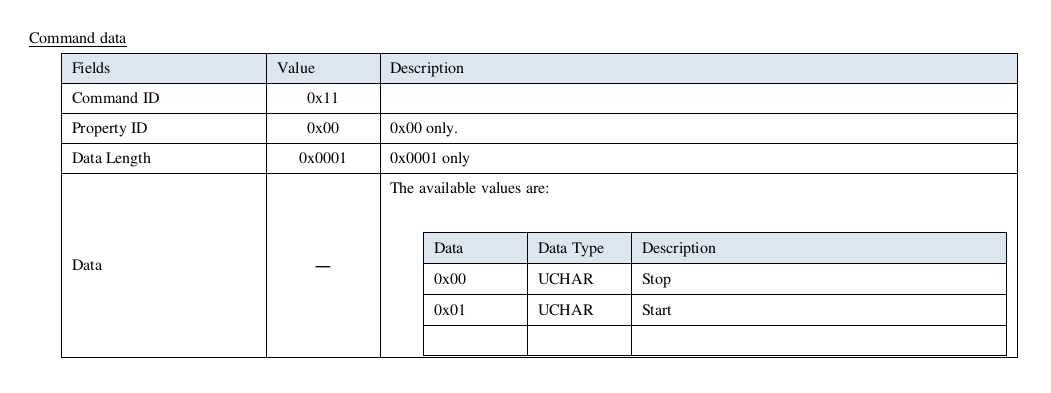 Command data
Fields Value Description
Command ID 0x11
Property ID 0x00 0x00 only.
Data Length 0x0001 0x0001 only
The available values are:
Data —
Data Data Type Description
0x00 UCHAR Stop
0x01 UCHAR Start